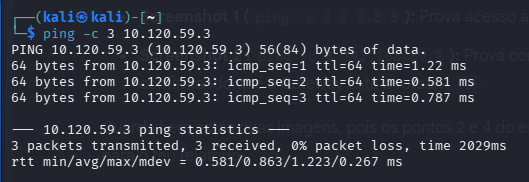 ┌──(kali㉿kali)-[~]
└─$ ping -c 3 10.120.59.3
PING 10.120.59.3 (10.120.59.3) 56(84) bytes of data.
64 bytes from 10.120.59.3: icmp_seq=1 ttl=64 time=1.22 ms
64 bytes from 10.120.59.3: icmp_seq=2 ttl=64 time=0.581 ms
64 bytes from 10.120.59.3: icmp_seq=3 ttl=64 time=0.787 ms

--- 10.120.59.3 ping statistics ---
3 packets transmitted, 3 received, 0% packet loss, time 2029ms
rtt min/avg/max/mdev = 0.581/0.863/1.223/0.267 ms